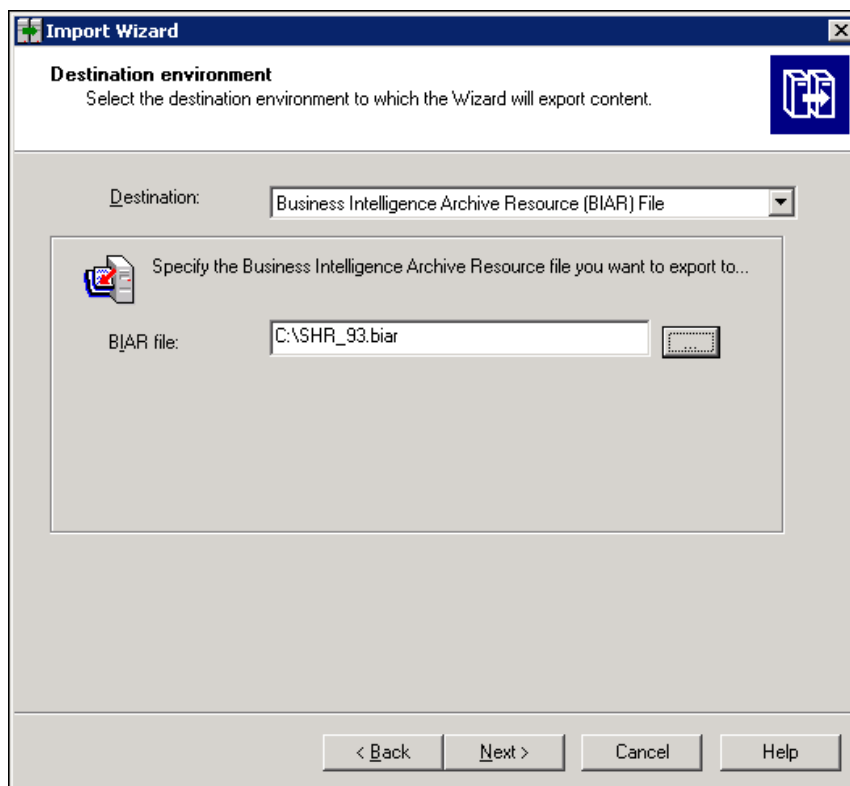 Import Wizard
Destination environment
Select the destination environment to which the Wizard will export content.
Destination: Business Intelligence Archive Resource (BIAR) File
Specify the Business Intelligence Archive Resource file you want to export to...
BIAR file: C:\SHR_93.biar ...
< Back Next > Cancel Help